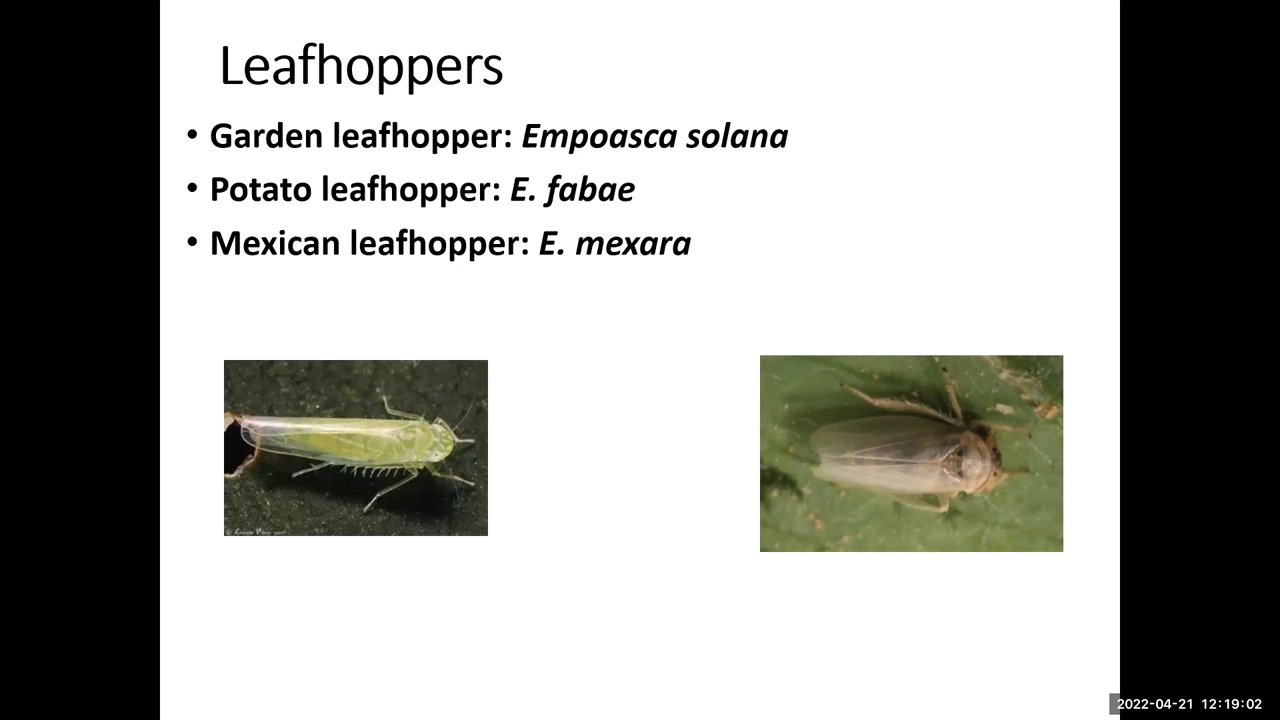 Leafhoppers
• Garden leafhopper: Empoasca solana
• Potato leafhopper: E. fabae
• Mexican leafhopper: E. mexara
2022-04-21 12:19:02